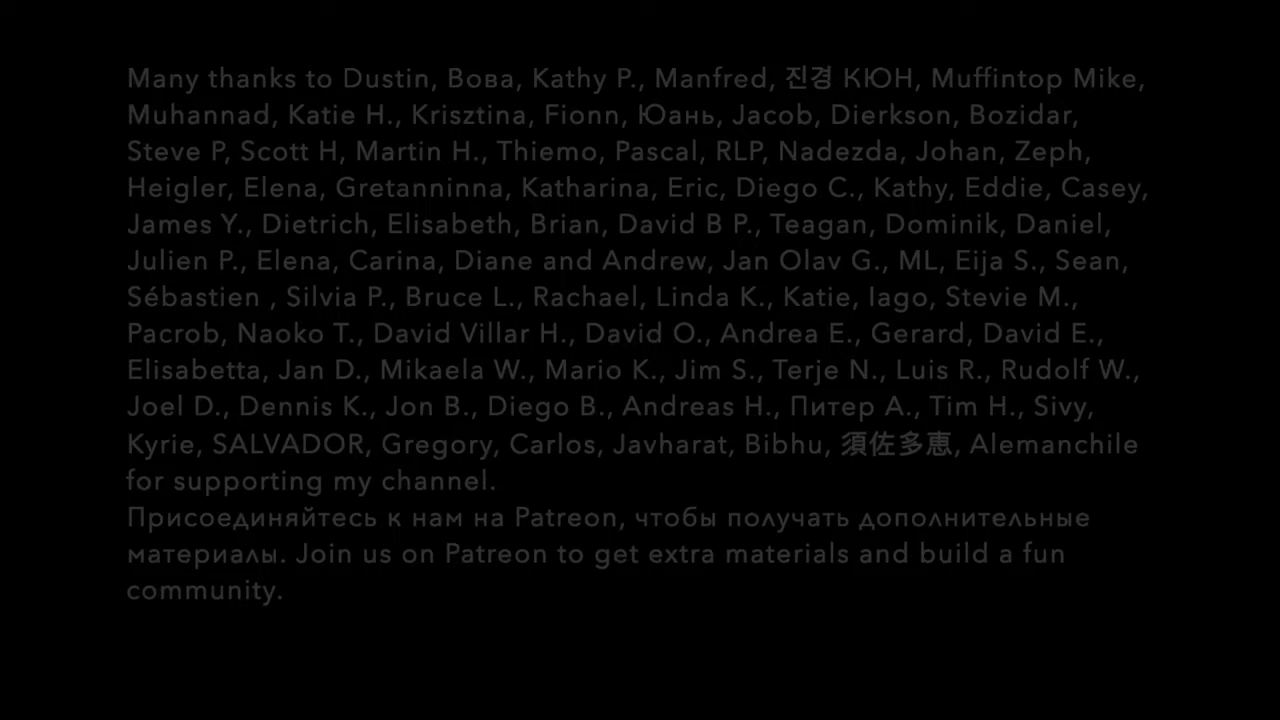 Many thanks to Dustin, Вова, Kathy P., Manfred, 진경 КЮН, Muffintop Mike,
Muhannad, Katie H., Krisztina, Fionn, Юань, Jacob, Dierkson, Bozidar,
Steve P, Scott H, Martin H., Thiemo, Pascal, RLP, Nadezda, Johan, Zeph,
Heigler, Elena, Gretanninna, Katharina, Eric, Diego C., Kathy, Eddie, Casey,
James Y., Dietrich, Elisabeth, Brian, David B P., Teagan, Dominik, Daniel,
Julien P., Elena, Carina, Diane and Andrew, Jan Olav G., ML, Eija S., Sean,
Sébastien , Silvia P., Bruce L., Rachael, Linda K., Katie, Iago, Stevie M.,
Pacrob, Naoko T., David Villar H., David O., Andrea E., Gerard, David E.,
Elisabetta, Jan D., Mikaela W., Mario K., Jim S., Terje N., Luis R., Rudolf W.,
Joel D., Dennis K., Jon B., Diego B., Andreas H., Питер А., Tim H., Sivy,
Kyrie, SALVADOR, Gregory, Carlos, Javharat, Bibhu, 須佐多恵, Alemanchile
for supporting my channel.
Присоединяйтесь к нам на Patreon, чтобы получать дополнительные
материалы. Join us on Patreon to get extra materials and build a fun
community.